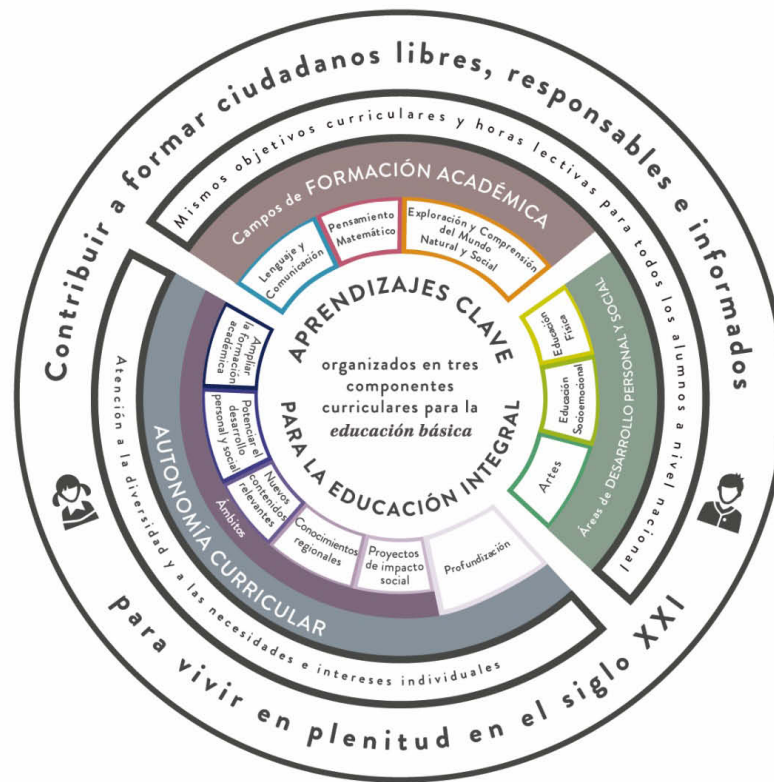 Contribuir a formar ciudadanos libres, responsables e informados
para vivir en plenitud en el siglo XXI
Mismos objetivos curriculares y horas lectivas para todos los alumnos a nivel nacional
Campos de FORMACIÓN ACADÉMICA
Lenguaje y
Comunicación
Pensamiento
Matemático
Exploración y Comprensión
del Mundo
Natural y Social
Áreas de DESARROLLO PERSONAL Y SOCIAL
Educación
Física
Educación
Socioemocional
Artes
Atención a la diversidad y a las necesidades e intereses individuales
AUTONOMÍA CURRICULAR
Ámbitos
Ampliar
la formación
académica
Potenciar el
desarrollo
personal y social
Nuevos
contenidos
relevantes
Conocimientos
regionales
Proyectos
de impacto
social
Profundización
APRENDIZAJES CLAVE
organizados en tres
componentes
curriculares para la
educación básica
PARA LA EDUCACIÓN INTEGRAL